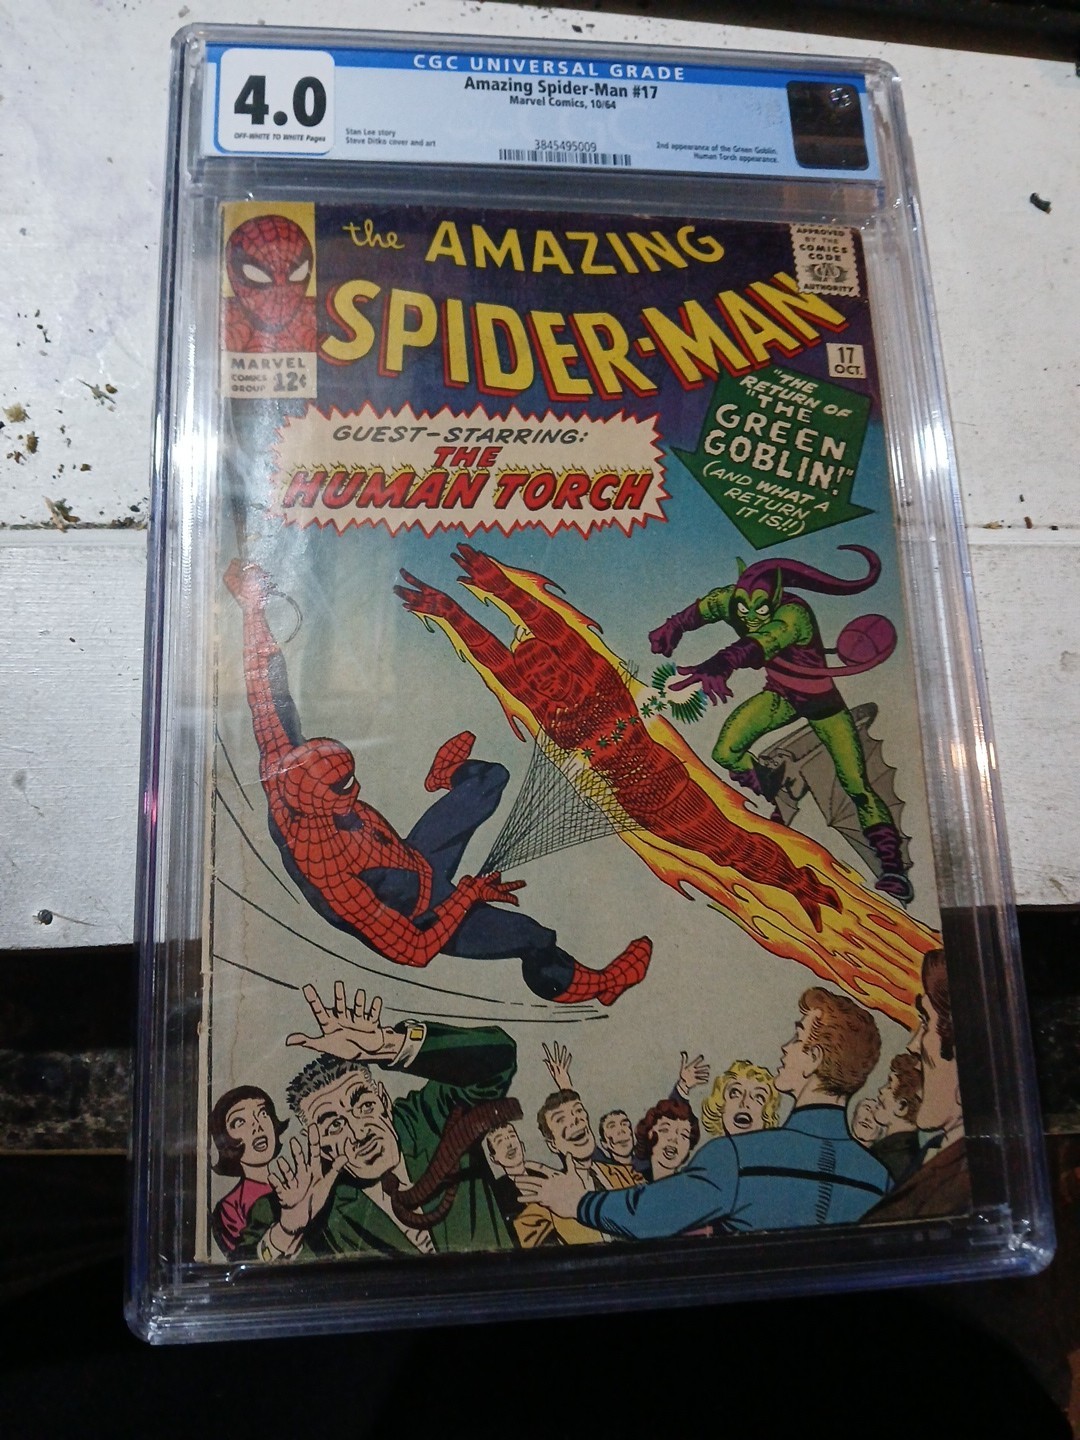 CGC UNIVERSAL GRADE
4.0
OFF-WHITE TO WHITE Pages
Amazing Spider-Man #17
Marvel Comics, 10/64
Stan Lee story
Steve Ditko cover and art
3845495009
2nd appearance of the Green Goblin.
Human Torch appearance.
the AMAZING
SPIDER-MAN
APPROVED
BY THE
COMICS
CODE
AUTHORITY
MARVEL
COMICS
GROUP
12¢
17
OCT.
"THE
RETURN OF
"THE
GREEN
GOBLIN!"
(AND WHAT A
RETURN
IT IS!!)
GUEST-STARRING:
THE
HUMAN TORCH